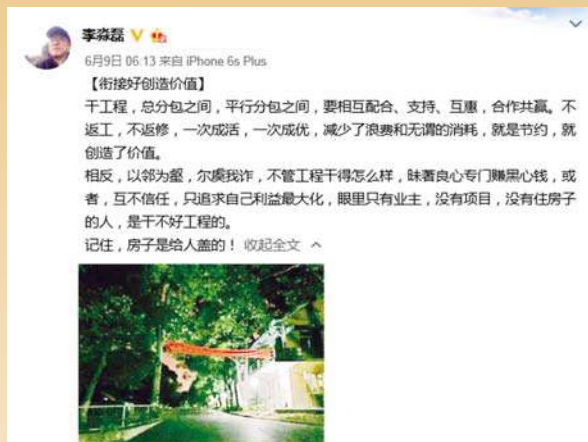 李淼磊
6月9日 06:13 来自 iPhone 6s Plus
【衔接好创造价值】
干工程，总分包之间，平行分包之间，要相互配合、支持、互惠，合作共赢。不
返工，不返修，一次成活，一次成优，减少了浪费和无谓的消耗，就是节约，就
创造了价值。
相反，以邻为壑，尔虞我诈，不管工程干得怎么样，昧著良心专门赚黑心钱，或
者，互不信任，只追求自己利益最大化，眼里只有业主，没有项目，没有住房子
的人，是干不好工程的。
记住，房子是给人盖的！ 收起全文